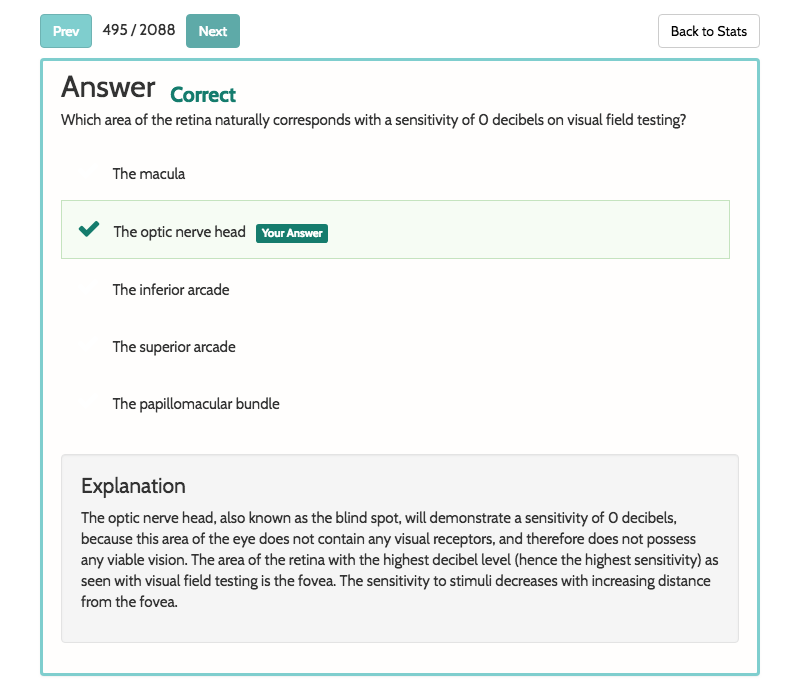 Prev 495 / 2088 Next Back to Stats
Answer Correct
Which area of the retina naturally corresponds with a sensitivity of 0 decibels on visual field testing?
The macula
The optic nerve head Your Answer
The inferior arcade
The superior arcade
The papillomacular bundle
Explanation
The optic nerve head, also known as the blind spot, will demonstrate a sensitivity of 0 decibels,
because this area of the eye does not contain any visual receptors, and therefore does not possess
any viable vision. The area of the retina with the highest decibel level (hence the highest sensitivity) as
seen with visual field testing is the fovea. The sensitivity to stimuli decreases with increasing distance
from the fovea.